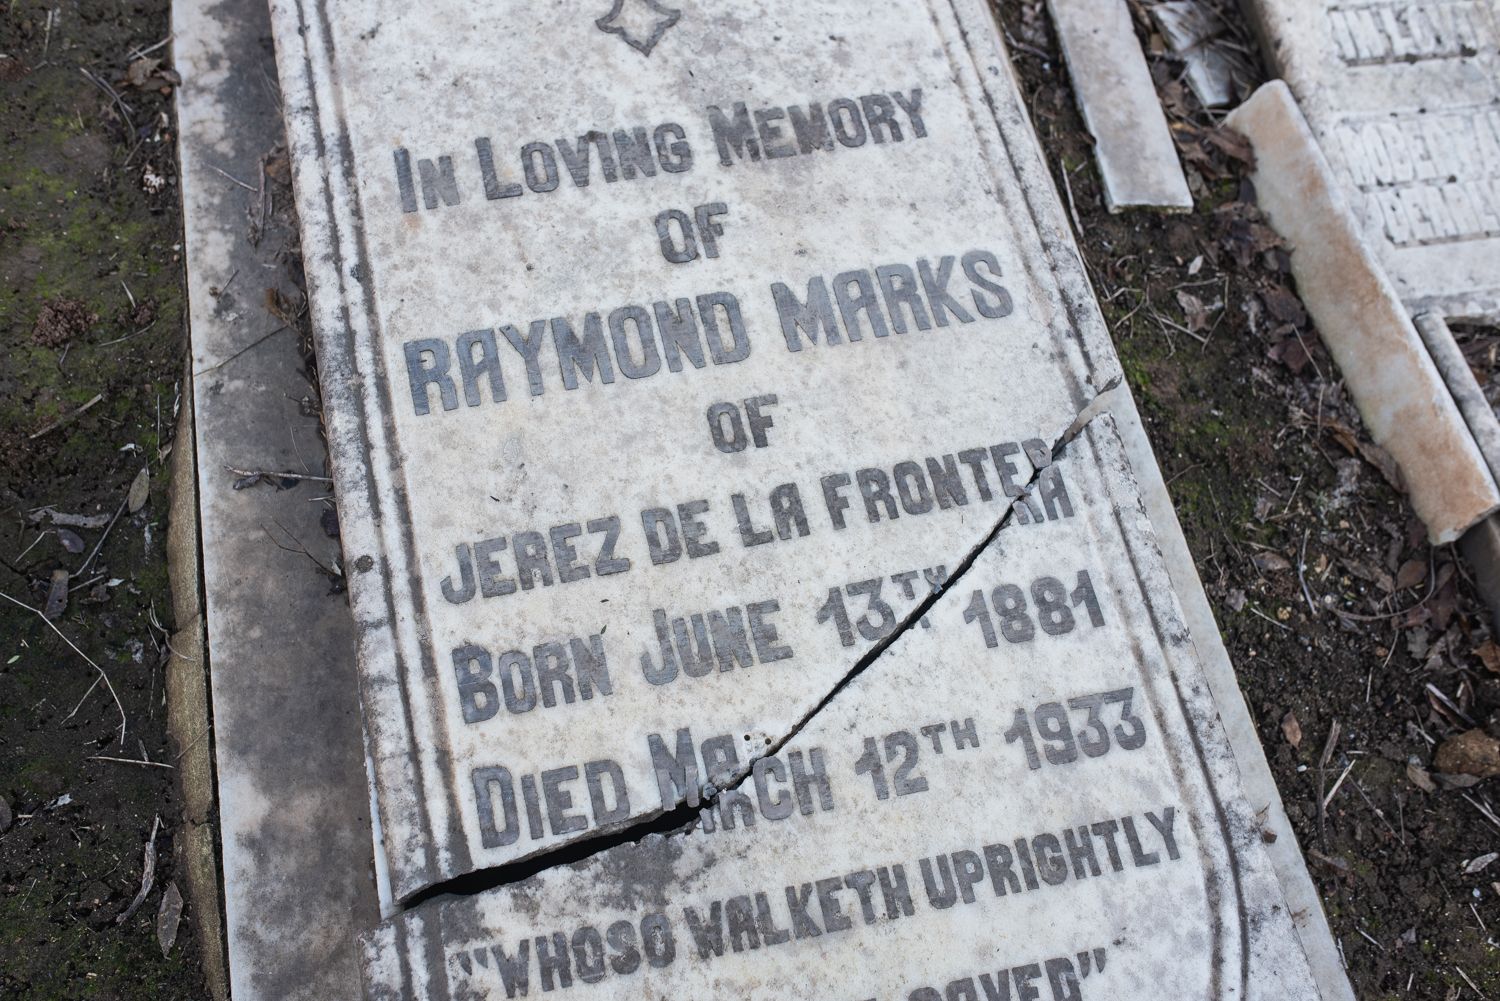 In Loving Memory
OF
RAYMOND MARKS
OF
JEREZ DE LA FRONTERA
Born June 13TH 1881
Died March 12TH 1933
"WHOSO WALKETH UPRIGHTLY
SAVED"